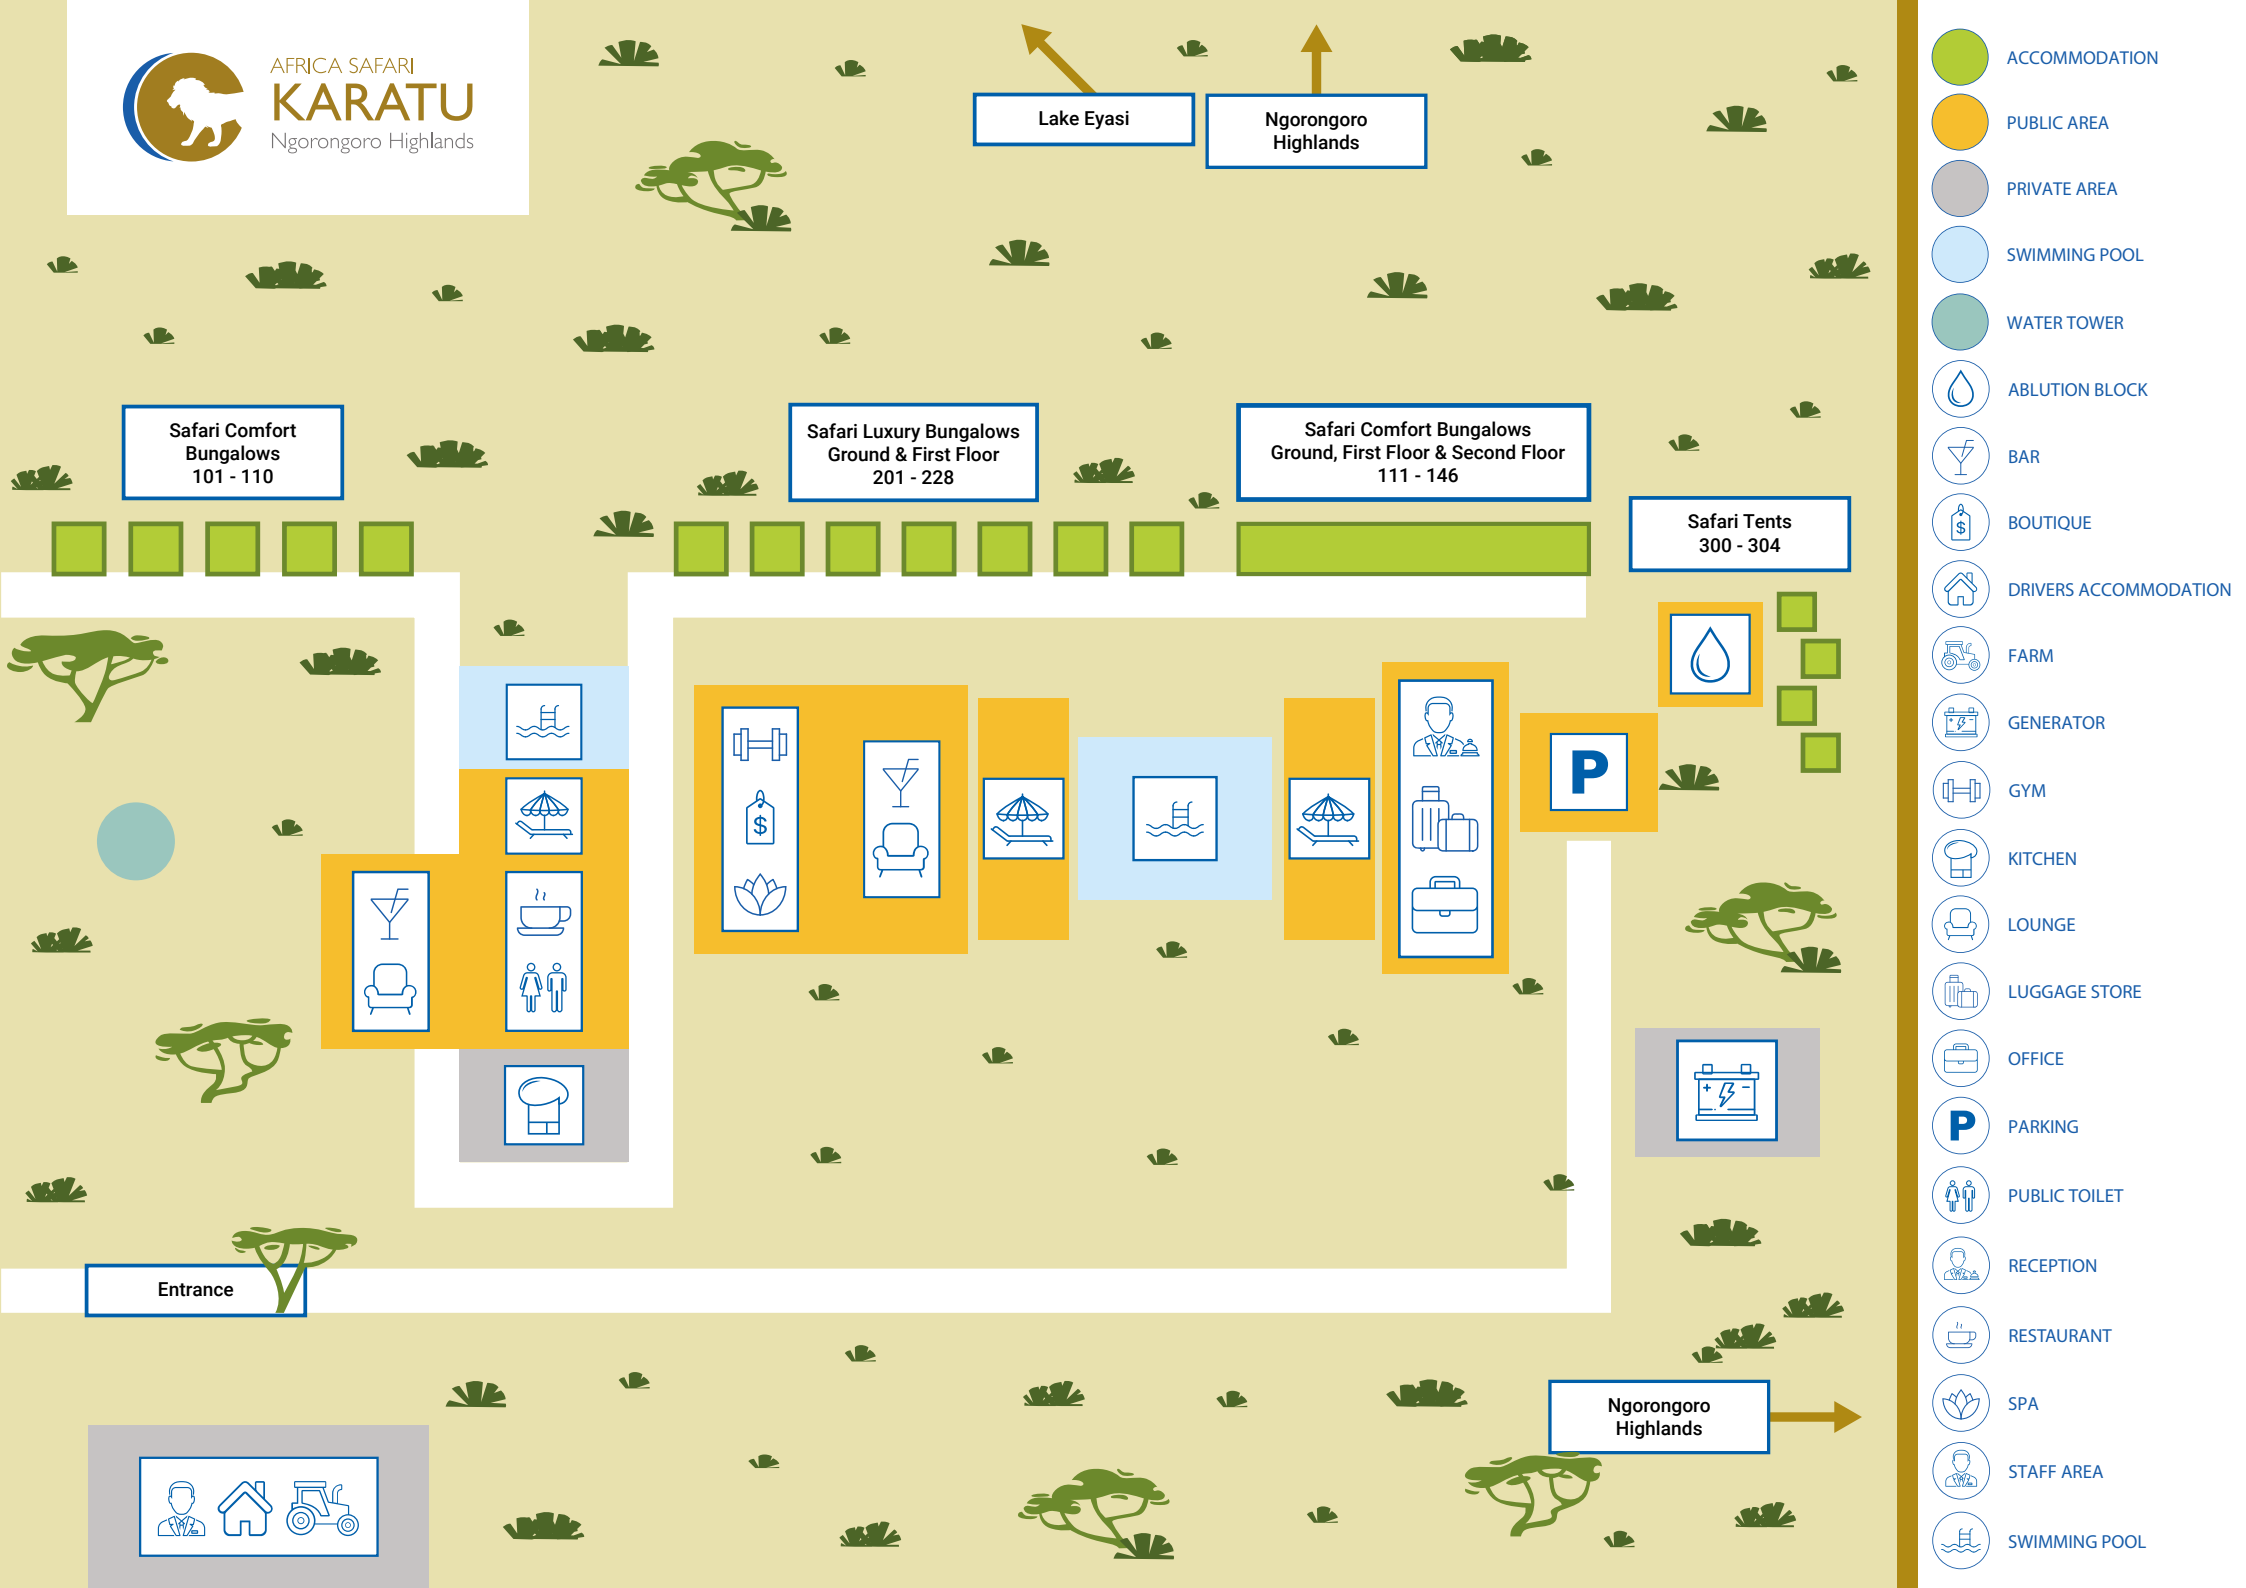 AFRICA SAFARI
KARATU
Ngorongoro Highlands
Lake Eyasi
Ngorongoro
Highlands
Safari Comfort
Bungalows
101 - 110
Safari Luxury Bungalows
Ground & First Floor
201 - 228
Safari Comfort Bungalows
Ground, First Floor & Second Floor
111 - 146
Safari Tents
300 - 304
$
P
Entrance
Ngorongoro
Highlands
ACCOMMODATION
PUBLIC AREA
PRIVATE AREA
SWIMMING POOL
WATER TOWER
ABLUTION BLOCK
BAR
$
BOUTIQUE
DRIVERS ACCOMMODATION
FARM
GENERATOR
GYM
KITCHEN
LOUNGE
LUGGAGE STORE
OFFICE
P
PARKING
PUBLIC TOILET
RECEPTION
RESTAURANT
SPA
STAFF AREA
SWIMMING POOL